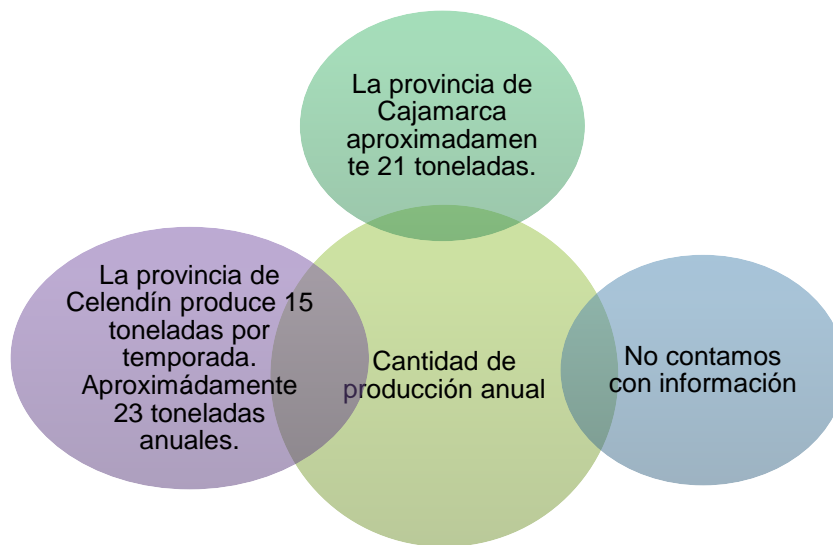 La provincia de
Cajamarca
aproximadamen
te 21 toneladas.
La provincia de
Celendín produce 15
toneladas por
temporada.
Aproximádamente
23 toneladas
anuales.
Cantidad de
producción anual
No contamos
con información